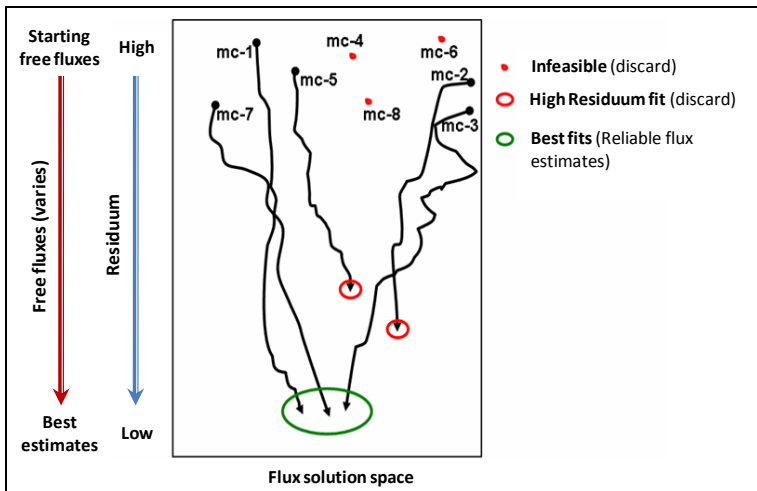 Starting
free fluxes
High
Free fluxes (varies)
Residuum
Best
estimates
Low
mc-1
mc-4
mc-6
mc-5
mc-2
mc-7
mc-8
mc-3
Infeasible (discard)
High Residuum fit (discard)
Best fits (Reliable flux
estimates)
Flux solution space